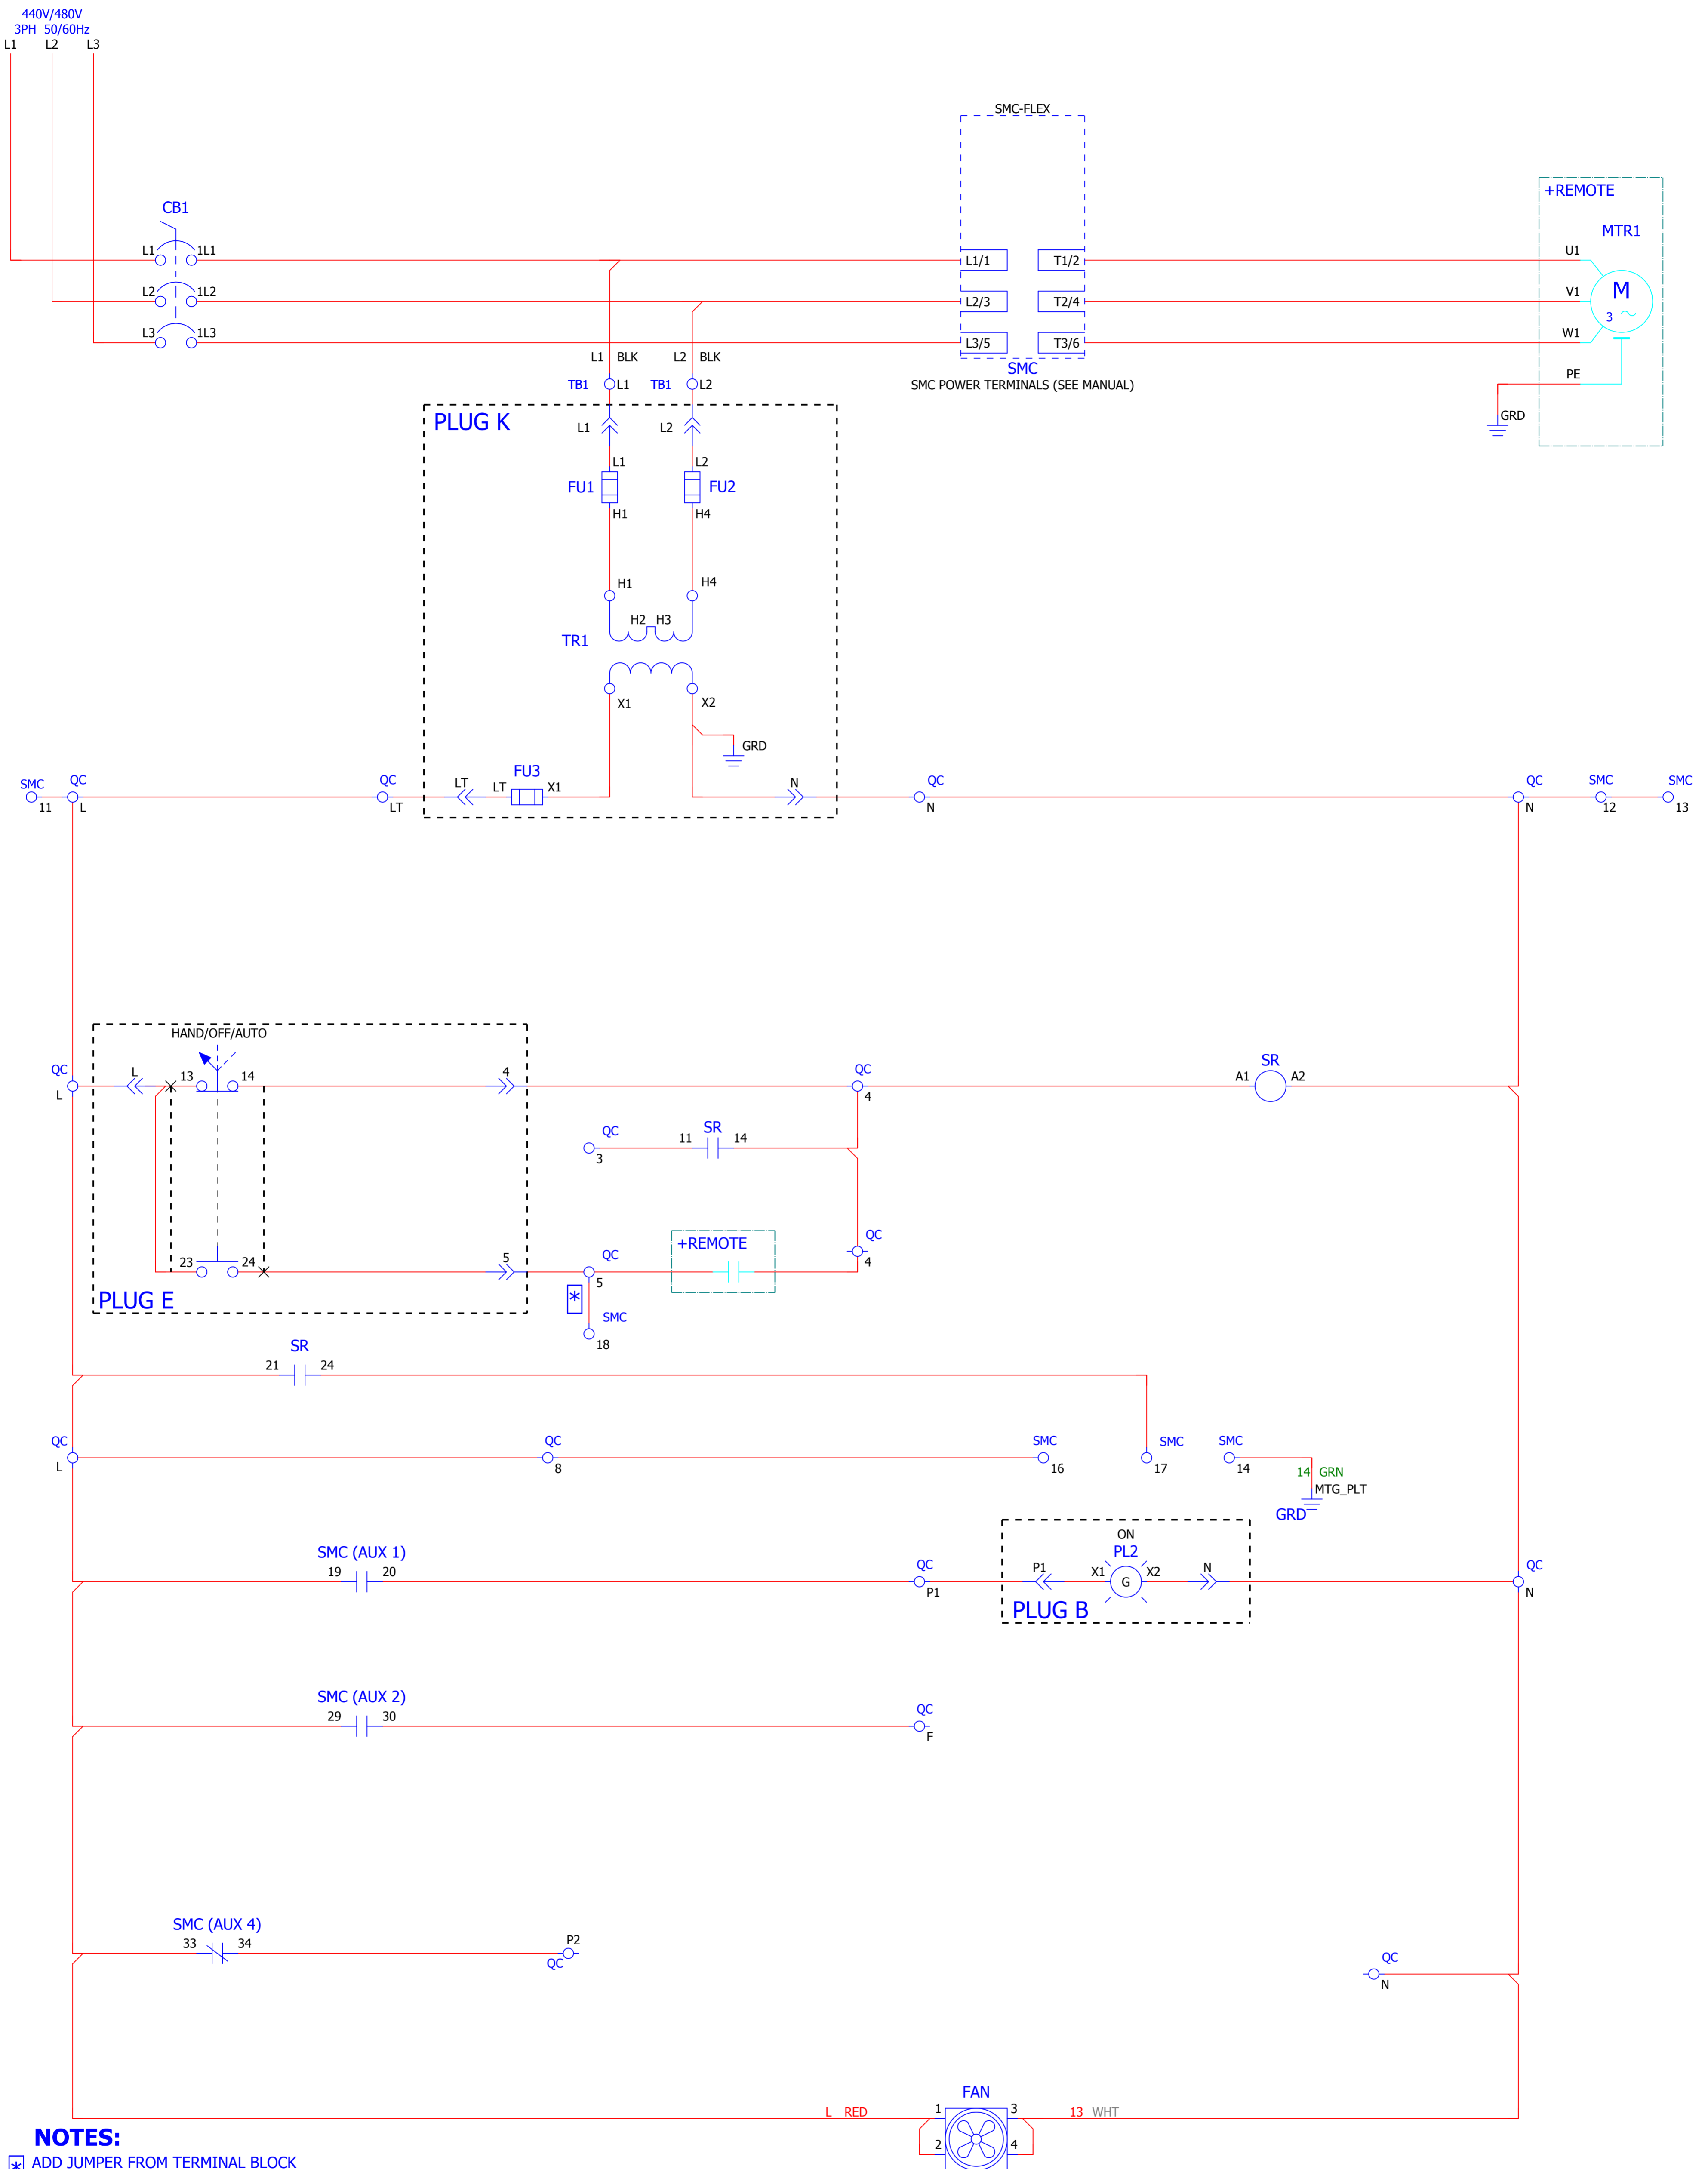 440V/480V
3PH 50/60Hz
L1 L2 L3
SMC-FLEX
+REMOTE
CB1
MTR1
L1 1L1 L1/1 T1/2 U1
L2 1L2 L2/3 T2/4 V1 M
3
L3 1L3 L3/5 T3/6 W1
L1 BLK L2 BLK
SMC
SMC POWER TERMINALS (SEE MANUAL)
PE
TB1 L1 TB1 L2
GRD
PLUG K
L1 L2
L1 L2
FU1 FU2
H1 H4
H1 H4
H2 H3
TR1
X1 X2
GRD
FU3
SMC QC QC LT LT X1 N QC QC SMC SMC
11 L LT N N 12 13
HAND/OFF/AUTO
QC L 13 14 4 QC SR
A1 A2
L 4
QC 11 SR 14
3
+REMOTE
QC
23 24 5 QC 4
5
PLUG E
*
SMC
18
SR
21 24
QC QC SMC SMC SMC
L 8 16 17 14
14 GRN
MTG_PLT
GRD
ON
SMC (AUX 1) PL2
19 20 QC P1 X1 G X2 N QC
P1 N
PLUG B
SMC (AUX 2)
29 30 QC
F
SMC (AUX 4)
33 34 P2
QC
QC
N
FAN
L RED 1 3 13 WHT
2 4
NOTES:
* ADD JUMPER FROM TERMINAL BLOCK